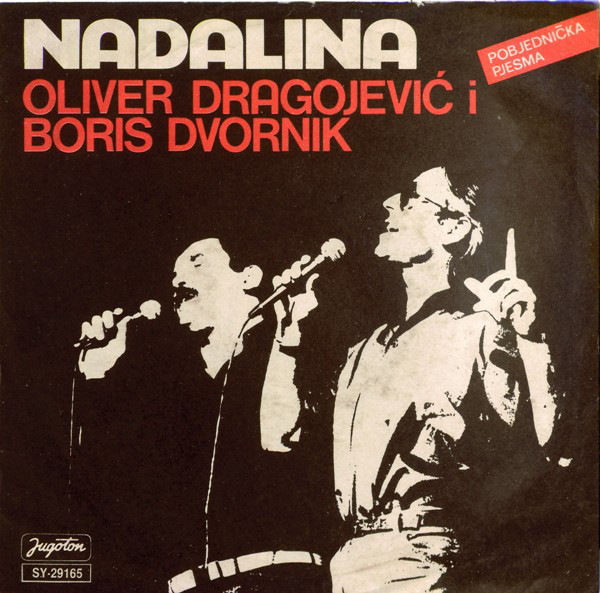 NADALINA
POBJEDNIČKA
PJESMA
OLIVER DRAGOJEVIĆ i
BORIS DVORNIK
Jugoton
SY-29165